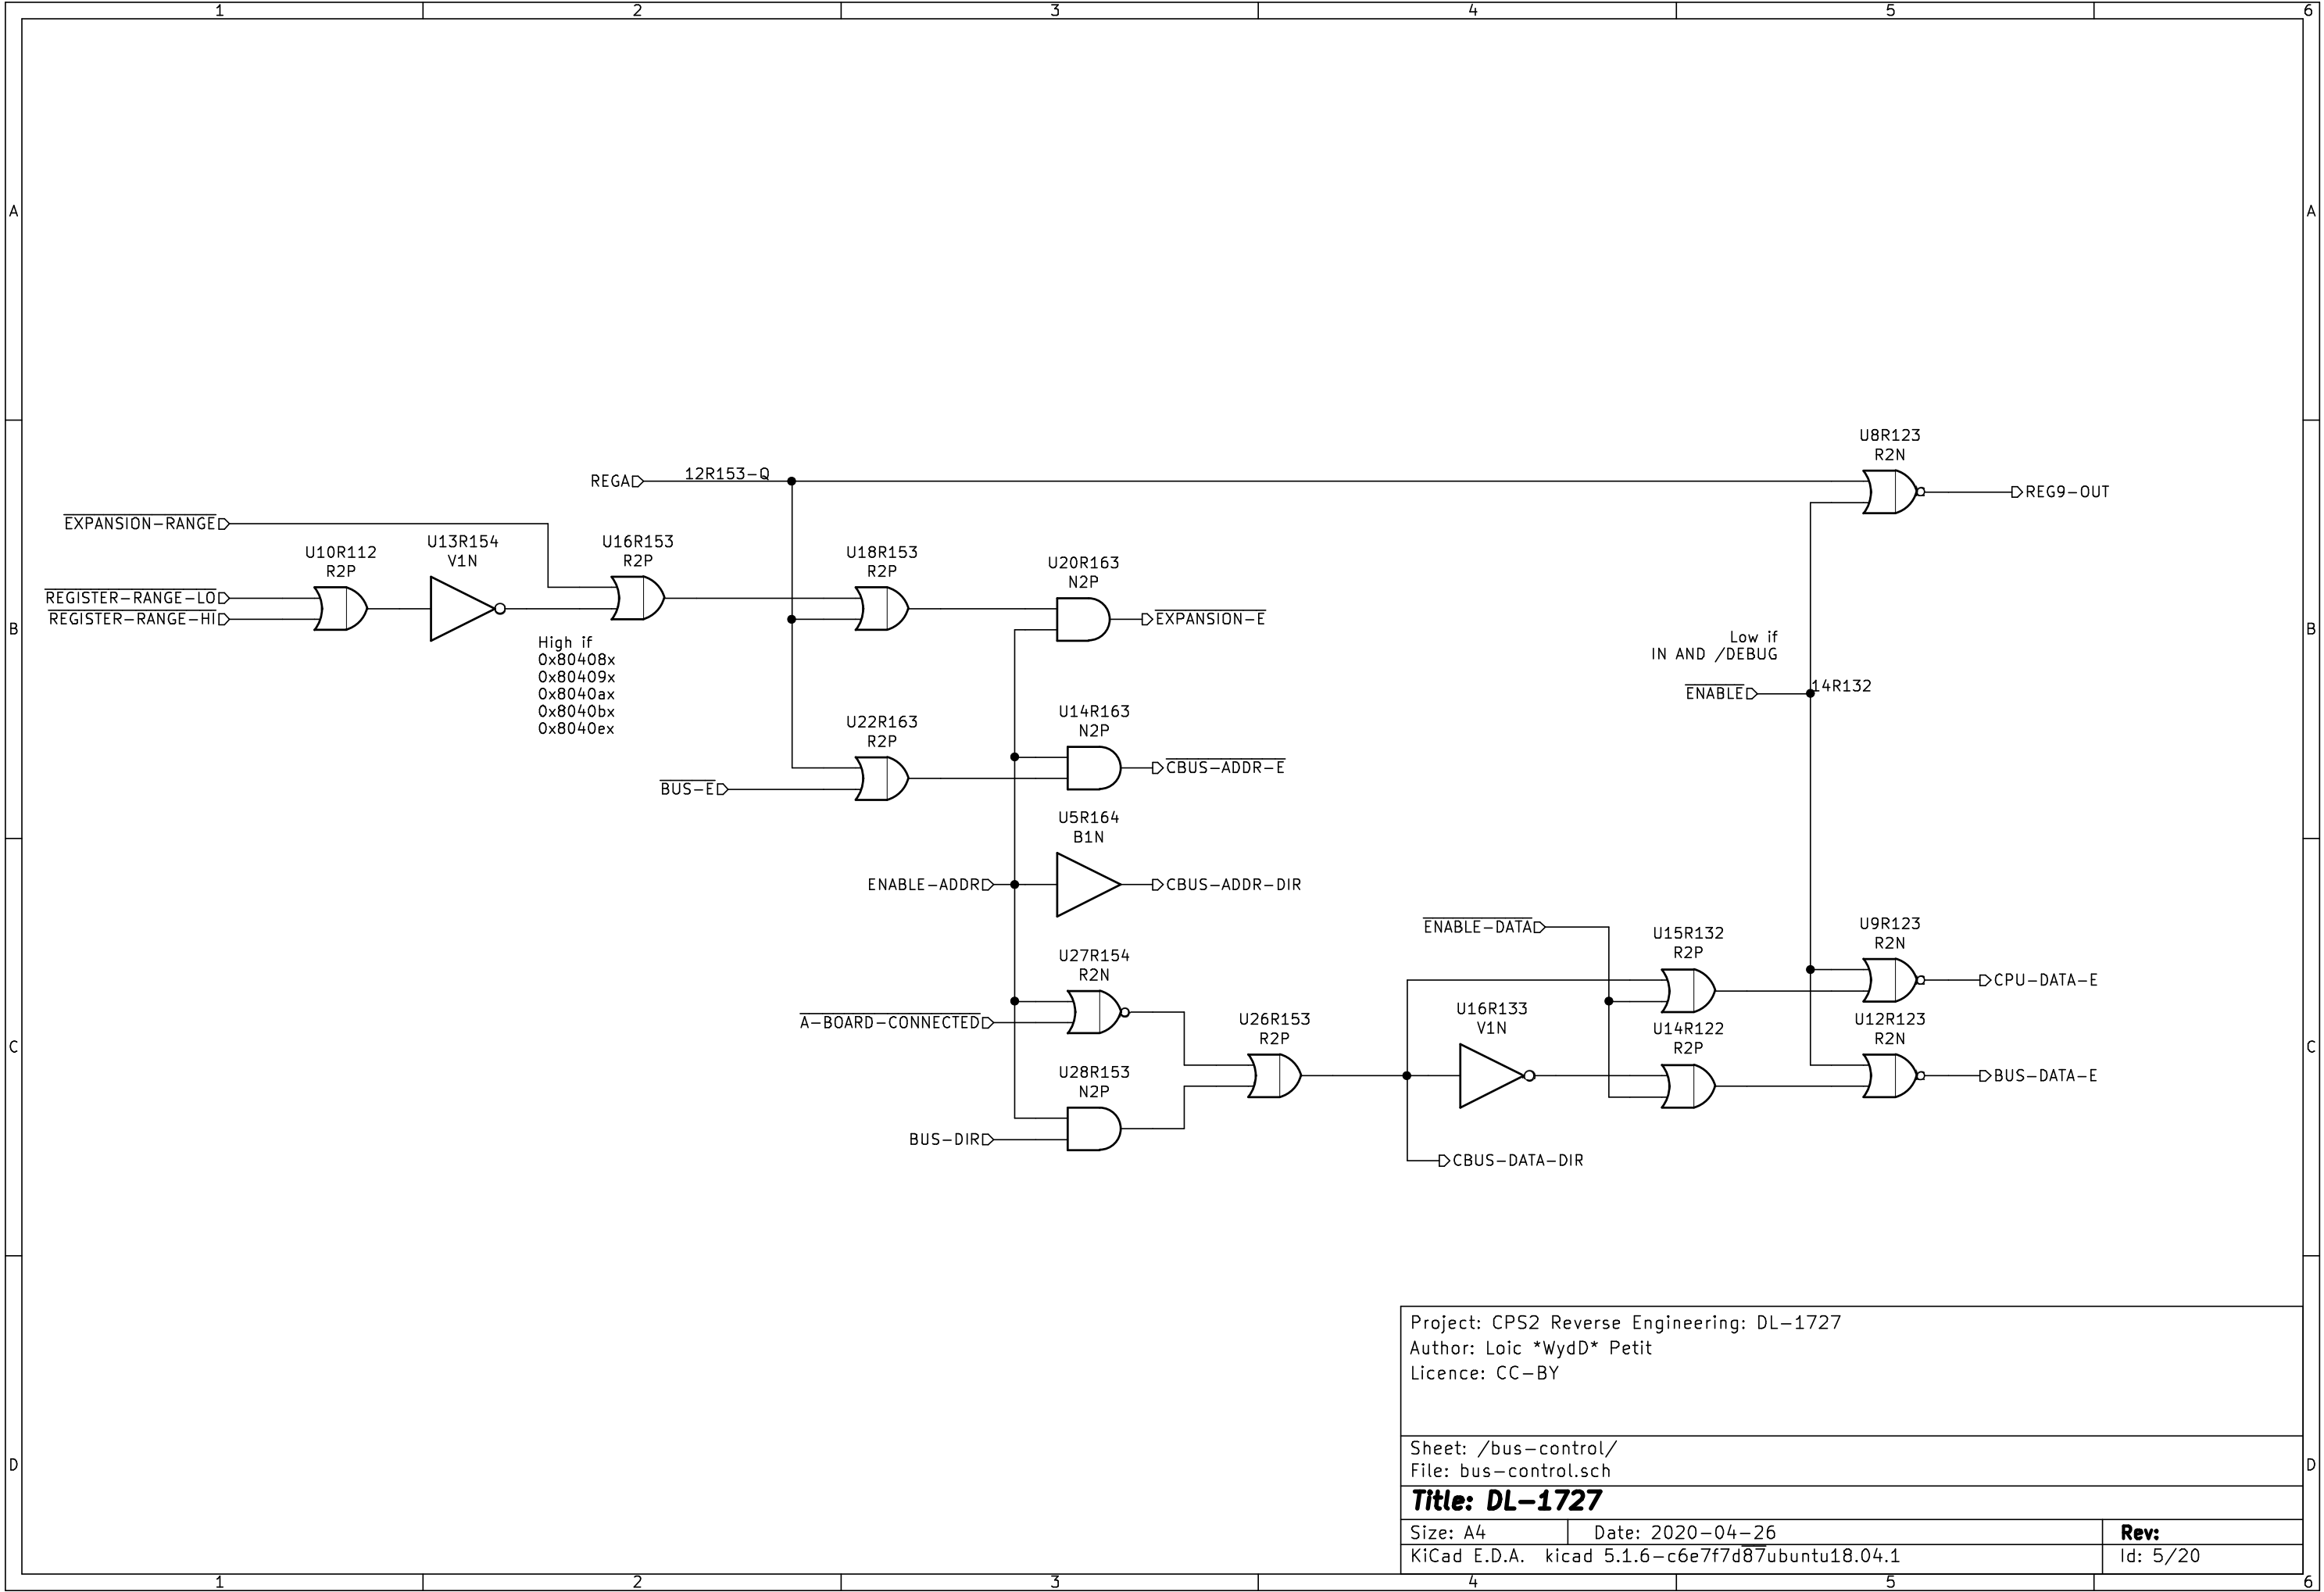 1 2 3 4 5 6
A A
U8R123
R2N
REGA 12R153-Q
REG9-OUT
EXPANSION-RANGE
U10R112
R2P
U13R154
V1N
U16R153
R2P
U18R153
R2P
U20R163
N2P
REGISTER-RANGE-LO
REGISTER-RANGE-HI
EXPANSION-E
B B
High if
0x80408x
0x80409x
0x8040ax
0x8040bx
0x8040ex
Low if
IN AND /DEBUG
ENABLE 14R132
U22R163
R2P
U14R163
N2P
BUS-E
CBUS-ADDR-E
U5R164
B1N
ENABLE-ADDR
CBUS-ADDR-DIR
ENABLE-DATA
U15R132
R2P
U9R123
R2N
CPU-DATA-E
U27R154
R2N
A-BOARD-CONNECTED
U26R153
R2P
U16R133
V1N
U14R122
R2P
U12R123
R2N
BUS-DATA-E
C C
U28R153
N2P
BUS-DIR
CBUS-DATA-DIR
Project: CPS2 Reverse Engineering: DL-1727
Author: Loic *WydD* Petit
Licence: CC-BY
Sheet: /bus-control/
File: bus-control.sch
D D
Title: DL-1727
Size: A4 Date: 2020-04-26 Rev:
KiCad E.D.A. kicad 5.1.6-c6e7f7d87ubuntu18.04.1 Id: 5/20
1 2 3 4 5 6